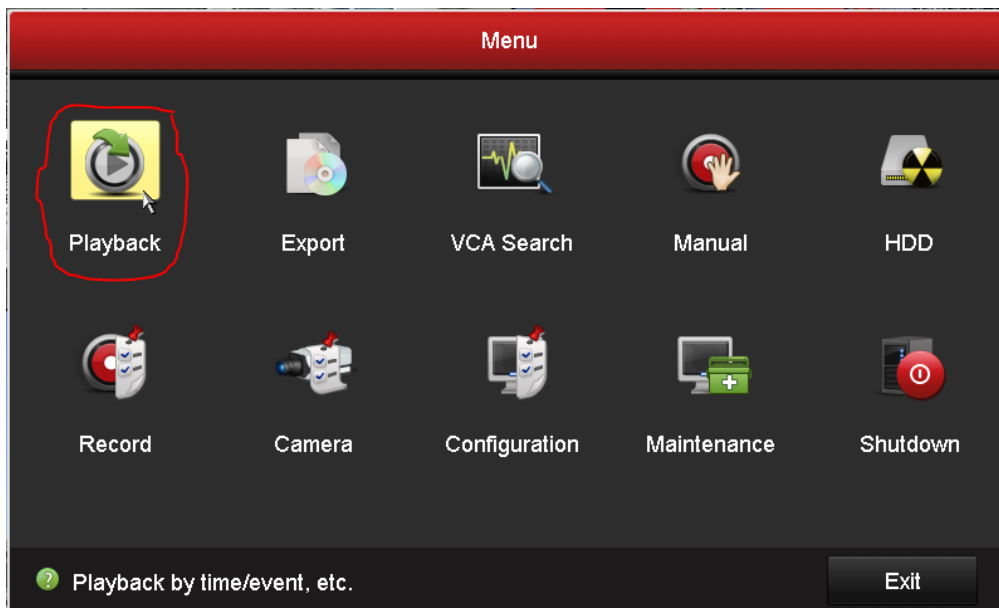 Menu
Playback Export VCA Search Manual HDD
Record Camera Configuration Maintenance Shutdown
Playback by time/event, etc. Exit